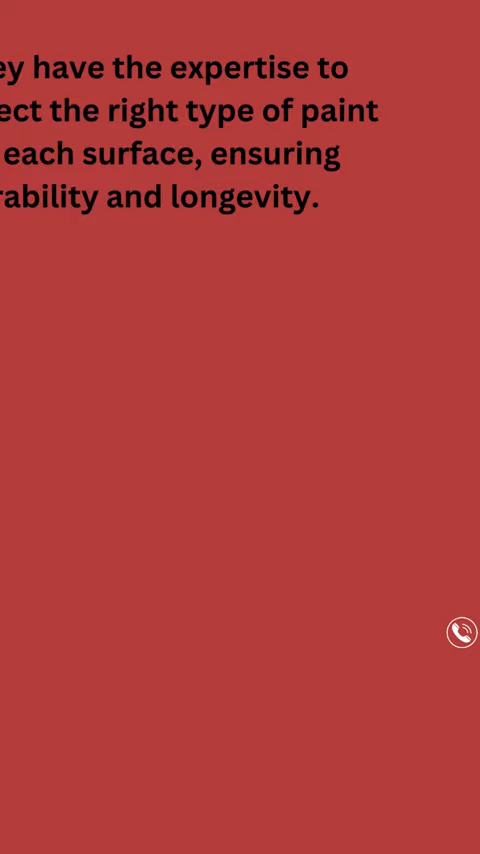 ey have the expertise to
ect the right type of paint
each surface, ensuring
rability and longevity.